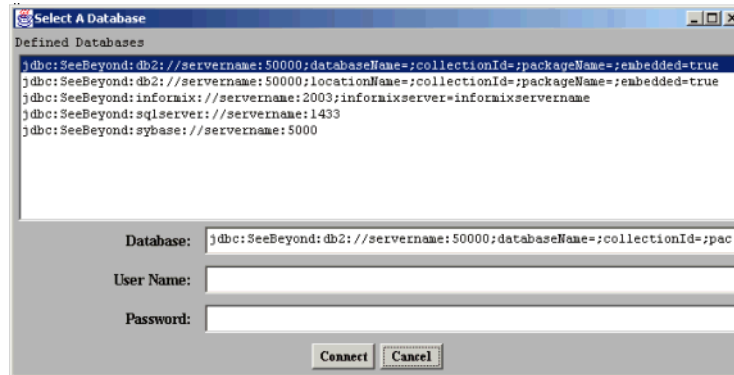 Select A Database
Defined Databases
jdbc:SeeBeyond:db2://servername:50000;databaseName=;collectionId=;packageName=;embedded=true
jdbc:SeeBeyond:db2://servername:50000;locationName=;collectionId=;packageName=;embedded=true
jdbc:SeeBeyond:informix://servername:2003;informixserver=informixservername
jdbc:SeeBeyond:sqlserver://servername:1433
jdbc:SeeBeyond:sybase://servername:5000
Database: jdbc:SeeBeyond:db2://servername:50000;databaseName=;collectionId=;pac
User Name:
Password:
Connect Cancel